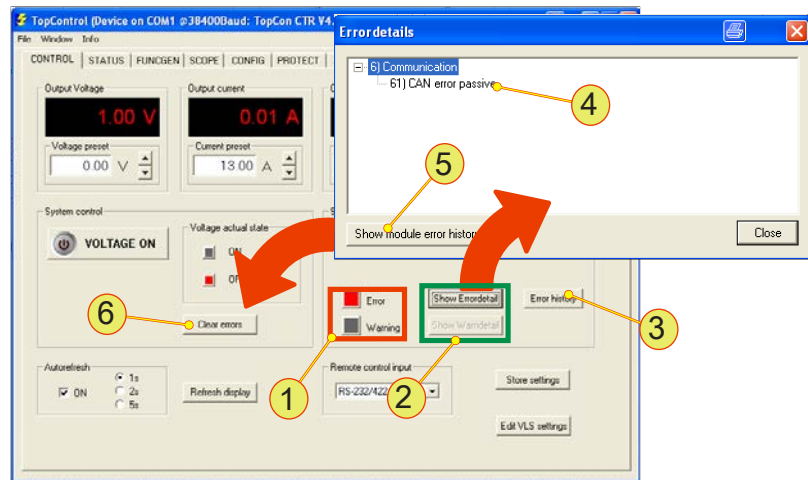 TopControl (Device on COM1 @38400Baud: TopCon CTR V4.
File Window Info
CONTROL STATUS FUNCGEN SCOPE CONFIG PROTECT
Output Voltage
1.00 V
Voltage preset
0.00 V
Output current
0.01 A
Current preset
13.00 A
System control
VOLTAGE ON
Voltage actual state
ON
Clear errors
6
Error
Warning
1
Show Errordetail
Show Warndetail
2
Error history
3
Autorefresh
ON
1s
2s
5s
Refresh display
Remote control input
RS-232/422
Store settings
Edit VLS settings
Errordetails
6) Communication
61) CAN error passive
4
5
Show module error history
Close